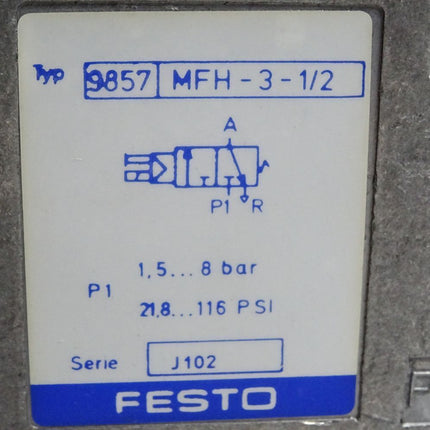 Typ 9857 MFH - 3 - 1/2
A
P1 R
P1
1,5...8 bar
21,8...116 PSI
Serie J102
FESTO